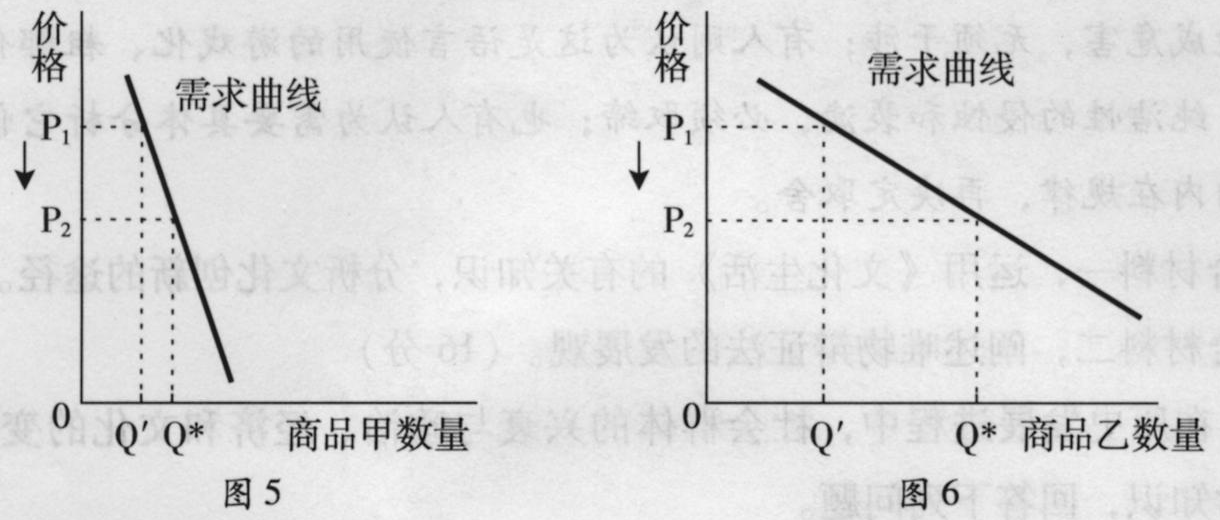 价格
需求曲线
P₁
P₂
0
Q′ Q* 商品甲数量
图 5
价格
需求曲线
P₁
P₂
0
Q′ Q* 商品乙数量
图 6